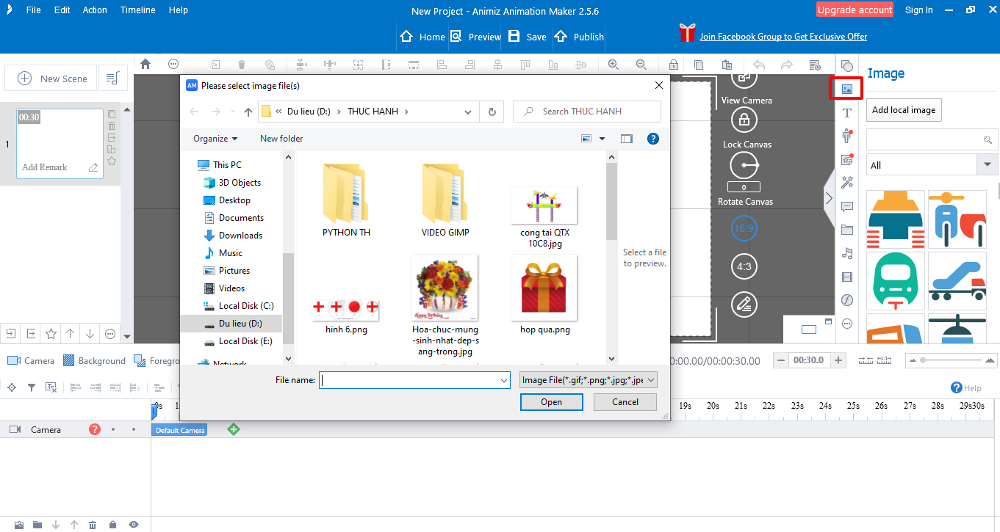 File Edit Action Timeline Help
New Project - Animiz Animation Maker 2.5.6
Upgrade account Sign In
Home Preview Save Publish
Join Facebook Group to Get Exclusive Offer
New Scene
00:30
1
Add Remark
Please select image file(s)
« Du lieu (D:) › THUC HANH ›
Search THUC HANH
Organize New folder
This PC
3D Objects
Desktop
Documents
Downloads
Music
Pictures
Videos
Local Disk (C:)
Du lieu (D:)
Local Disk (E:)
PYTHON TH
VIDEO GIMP
cong tai QTX
10C8.jpg
hinh 6.png
Hoa-chuc-mung
-sinh-nhat-dep-s
ang-trong.jpg
hop qua.png
Select a file
to preview.
File name:
Image File(*.gif;*.png;*.jpg;*.jpe
Open Cancel
View Camera
Lock Canvas
0
Rotate Canvas
16:9
4:3
Image
Add local image
All
Camera Background Foregro
0:00.00/00:00:30.00
00:30.0
1:1
Help
0s 1 19s 20s 21s 22s 23s 24s 25s 26s 27s 28s 29s30s
Camera
Default Camera